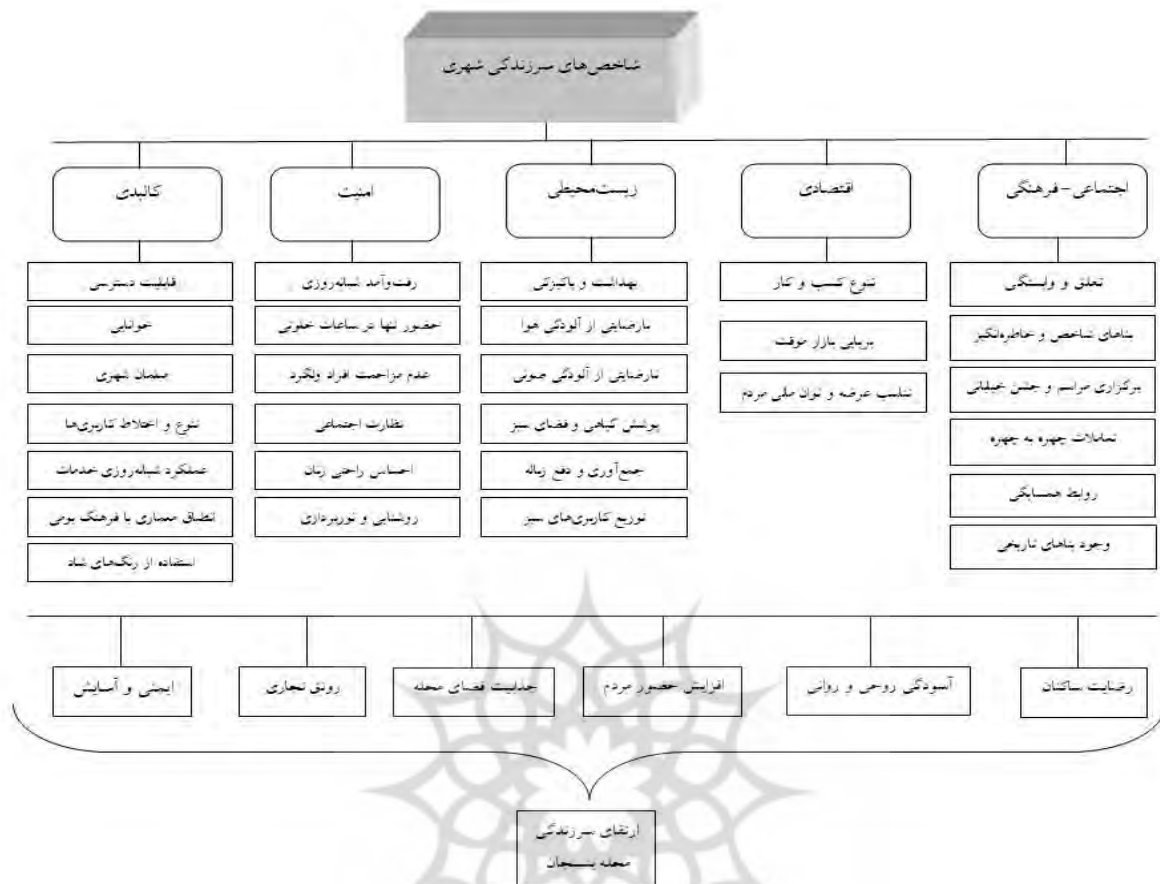 شاخص‌های سرزندگی شهری
اجتماعی-فرهنگی
اقتصادی
زیست‌محیطی
امنیت
کالبدی
تعلق و وابستگی
بناهای شاخص و خاطره‌انگیز
برگزاری مراسم و جشن خیابانی
تعاملات چهره به چهره
روابط همسایگی
وجود بناهای تاریخی
تنوع کسب و کار
برپایی بازار موقت
تناسب عرضه و توان مالی مردم
بهداشت و پاکیزگی
نارضایتی از آلودگی هوا
نارضایتی از آلودگی صوتی
پوشش گیاهی و فضای سبز
جمع‌آوری و دفع زباله
توزیع کاربری‌های سبز
رفت‌وآمد شبانه‌روزی
حضور تنها در ساعات خلوتی
عدم مزاحمت افراد ولگرد
نظارت اجتماعی
احساس راحتی زنان
روشنایی و نورپردازی
قابلیت دسترسی
خوانایی
مبلمان شهری
تنوع و اختلاط کاربری‌ها
عملکرد شبانه‌روزی خدمات
انطباق معماری با فرهنگ بومی
استفاده از رنگ‌های شاد
رضایت ساکنان
آسودگی روحی و روانی
افزایش حضور مردم
جذابیت فضای محله
رونق تجاری
ایمنی و آسایش
ارتقای سرزندگی
محله